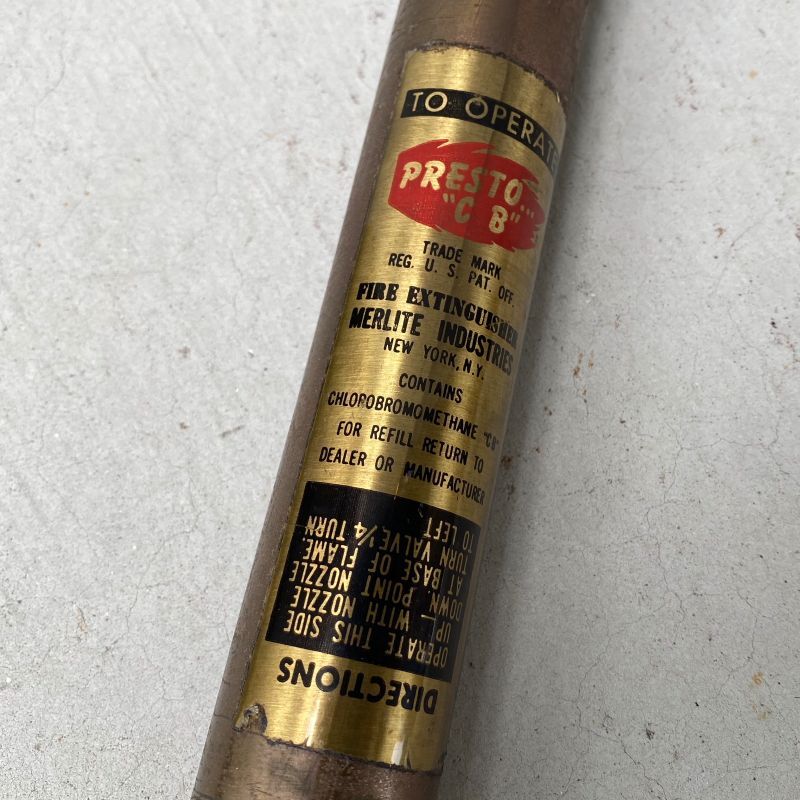 TO OPERATE
PRESTO...
"C B"
TRADE MARK
REG. U. S. PAT. OFF.
FIRE EXTINGUISHER
MERLITE INDUSTRIES
NEW YORK, N.Y.
CONTAINS
CHLOROBROMOMETHANE "CB"
FOR REFILL RETURN TO
DEALER OR MANUFACTURER
DIRECTIONS
OPERATE THIS SIDE
UP — WITH NOZZLE
DOWN. POINT NOZZLE
AT BASE OF FLAME.
TURN VALVE 1/4 TURN
TO LEFT